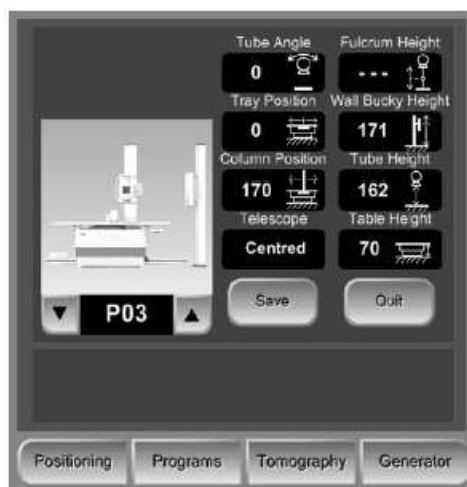 Tube Angle Fulcrum Height
0 - - -
Tray Position Wall Bucky Height
0 171
Column Position Tube Height
170 162
Telescope Table Height
Centred 70
P03 Save Quit
Positioning Programs Tomography Generator